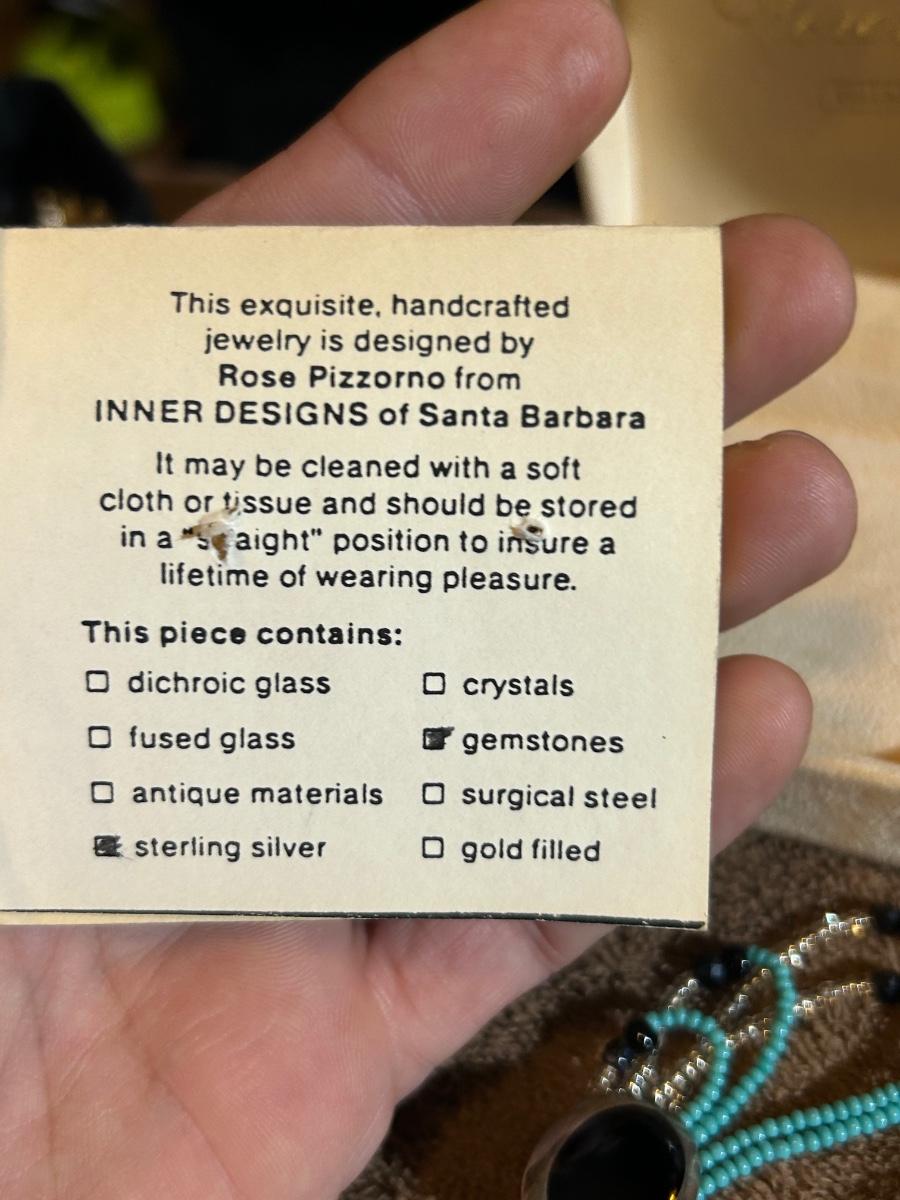 This exquisite, handcrafted
jewelry is designed by
Rose Pizzorno from
INNER DESIGNS of Santa Barbara
It may be cleaned with a soft
cloth or tissue and should be stored
in a "straight" position to insure a
lifetime of wearing pleasure.
This piece contains:
☐ dichroic glass ☐ crystals
☐ fused glass ☑ gemstones
☐ antique materials ☐ surgical steel
☑ sterling silver ☐ gold filled